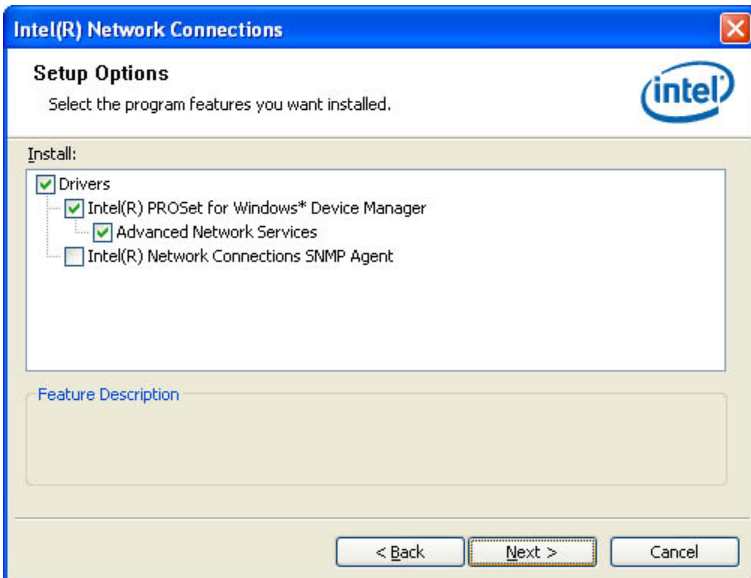 Intel(R) Network Connections
Setup Options
Select the program features you want installed.
intel
Install:
Drivers
Intel(R) PROSet for Windows* Device Manager
Advanced Network Services
Intel(R) Network Connections SNMP Agent
Feature Description
< Back Next > Cancel